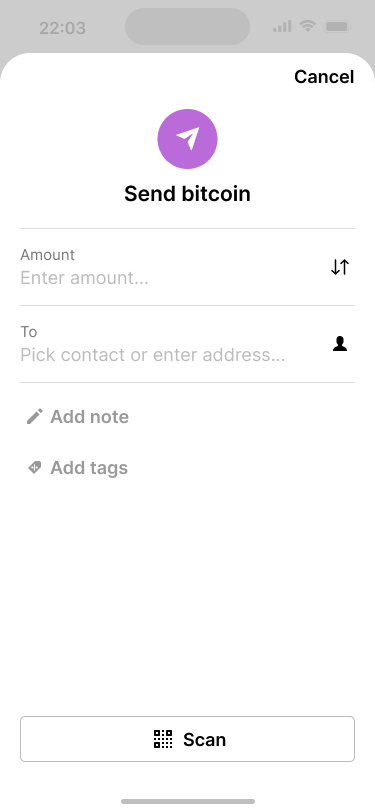 22:03
Cancel
Send bitcoin
Amount
Enter amount...
To
Pick contact or enter address...
Add note
Add tags
Scan